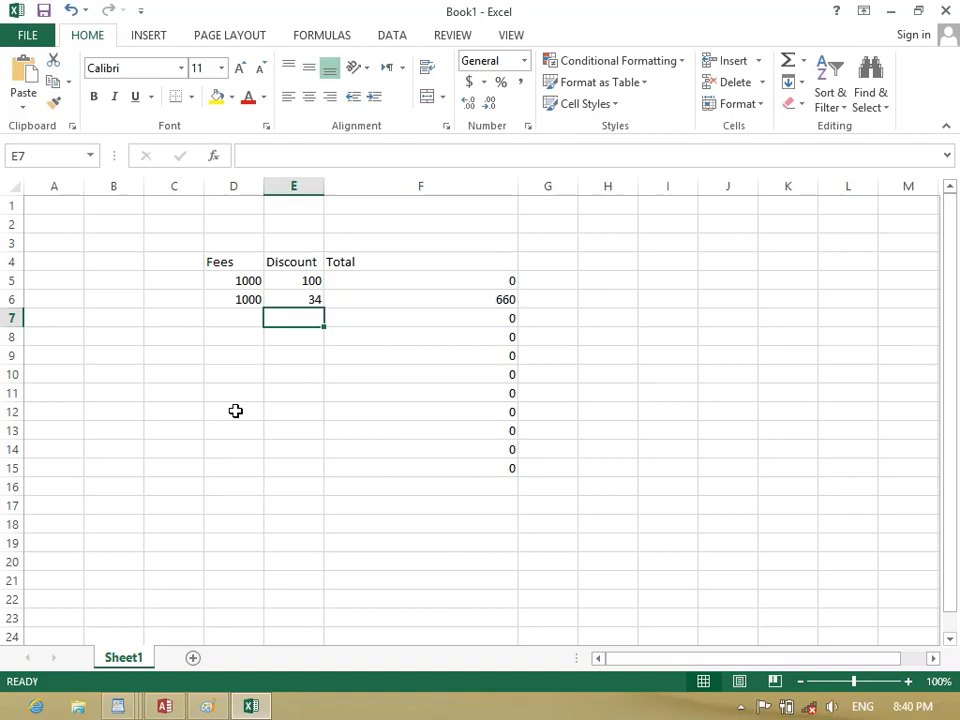 Book1 - Excel
?
FILE HOME INSERT PAGE LAYOUT FORMULAS DATA REVIEW VIEW Sign in
Calibri 11 General Conditional Formatting Insert
Paste $ % , Format as Table Delete Sort & Find &
B I U A Cell Styles Format Filter Select
Clipboard Font Alignment Number Styles Cells Editing
E7 fx
A B C D E F G H I J K L M
1
2
3
4 Fees Discount Total
5 1000 100 0
6 1000 34 660
7 0
8 0
9 0
10 0
11 0
12 0
13 0
14 0
15 0
16
17
18
19
20
21
22
23
24
Sheet1
READY 100%
ENG 8:40 PM